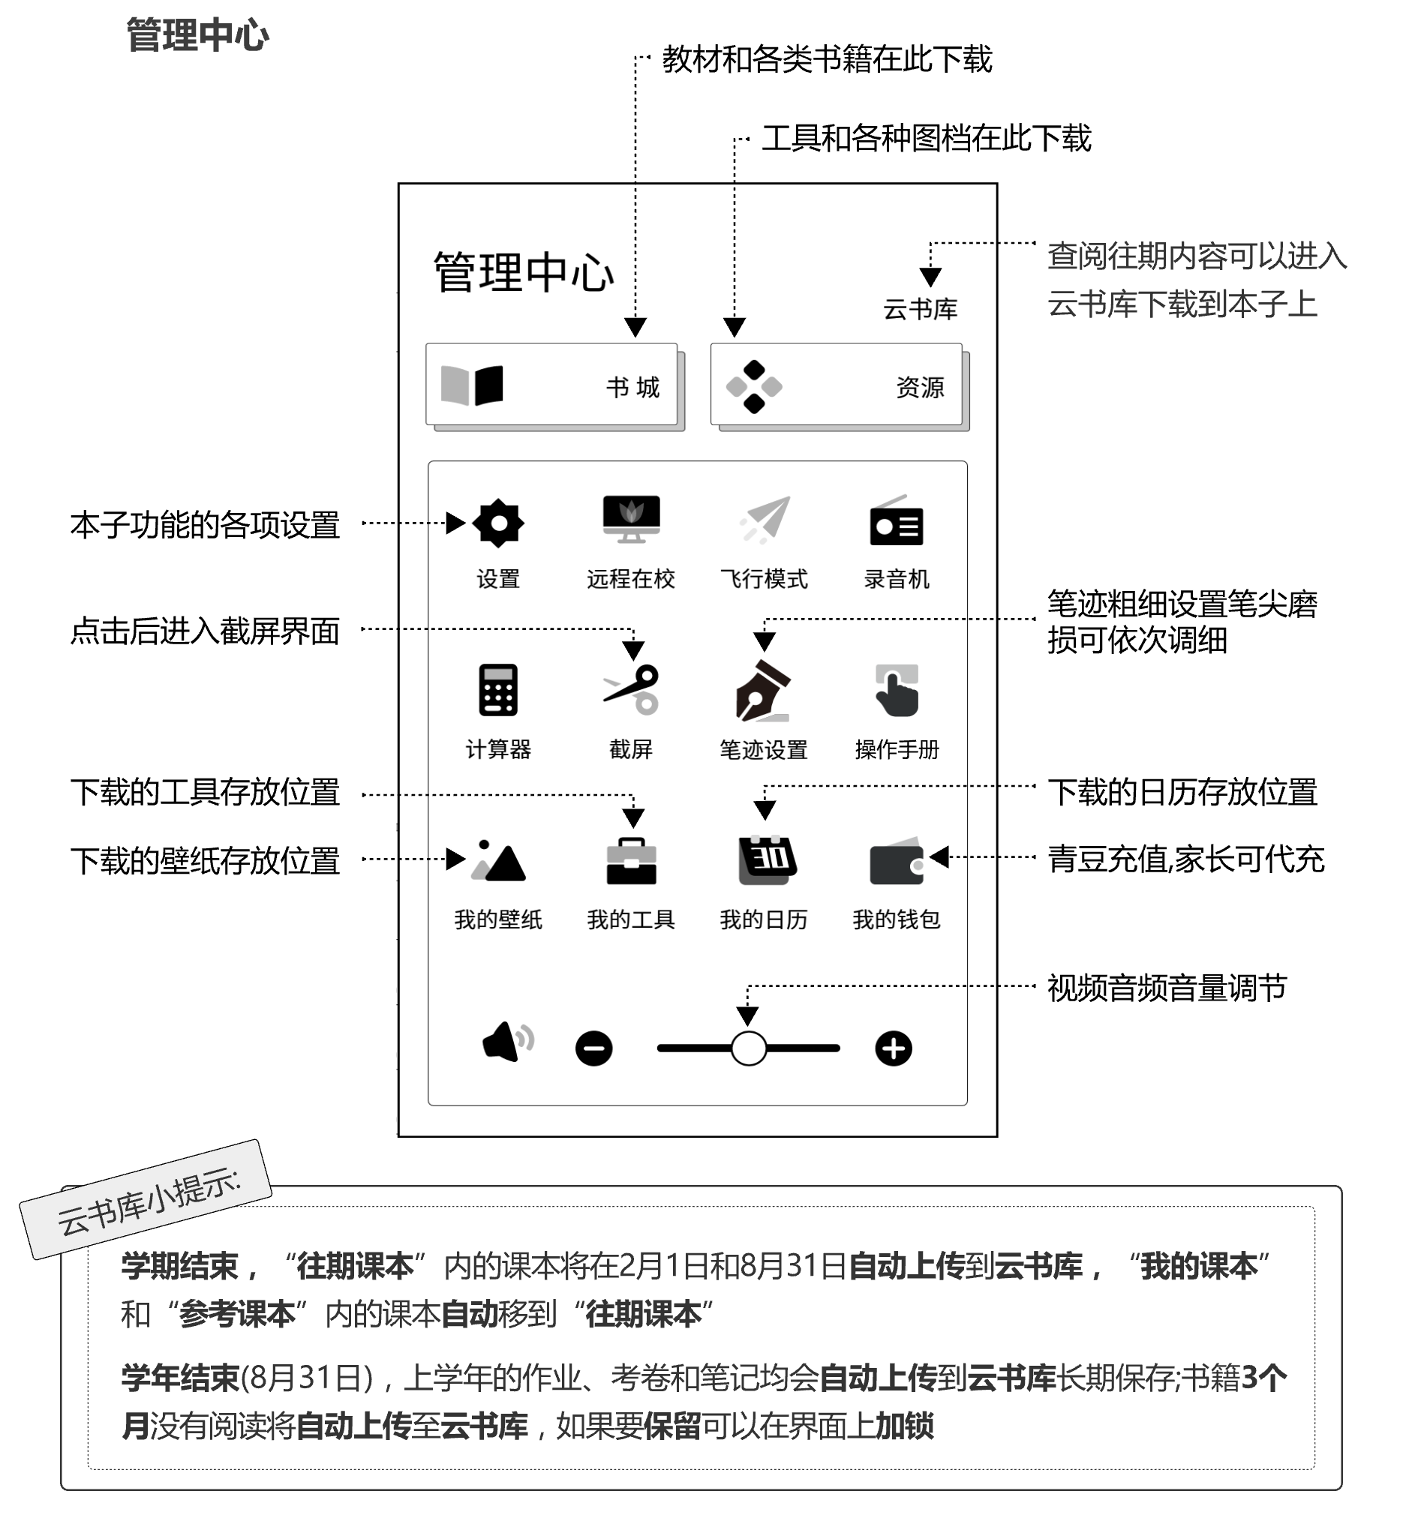 管理中心
教材和各类书籍在此下载
工具和各种图档在此下载
管理中心
查阅往期内容可以进入
云书库下载到本子上
云书库
书 城
资源
本子功能的各项设置
设置
远程在校
飞行模式
录音机
点击后进入截屏界面
笔迹粗细设置笔尖磨
损可依次调细
计算器
截屏
笔迹设置
操作手册
下载的工具存放位置
下载的日历存放位置
下载的壁纸存放位置
青豆充值,家长可代充
30
我的壁纸
我的工具
我的日历
我的钱包
视频音频音量调节
云书库小提示:
学期结束，“往期课本”内的课本将在2月1日和8月31日自动上传到云书库，“我的课本”
和“参考课本”内的课本自动移到“往期课本”
学年结束(8月31日)，上学年的作业、考卷和笔记均会自动上传到云书库长期保存;书籍3个
月没有阅读将自动上传至云书库，如果要保留可以在界面上加锁